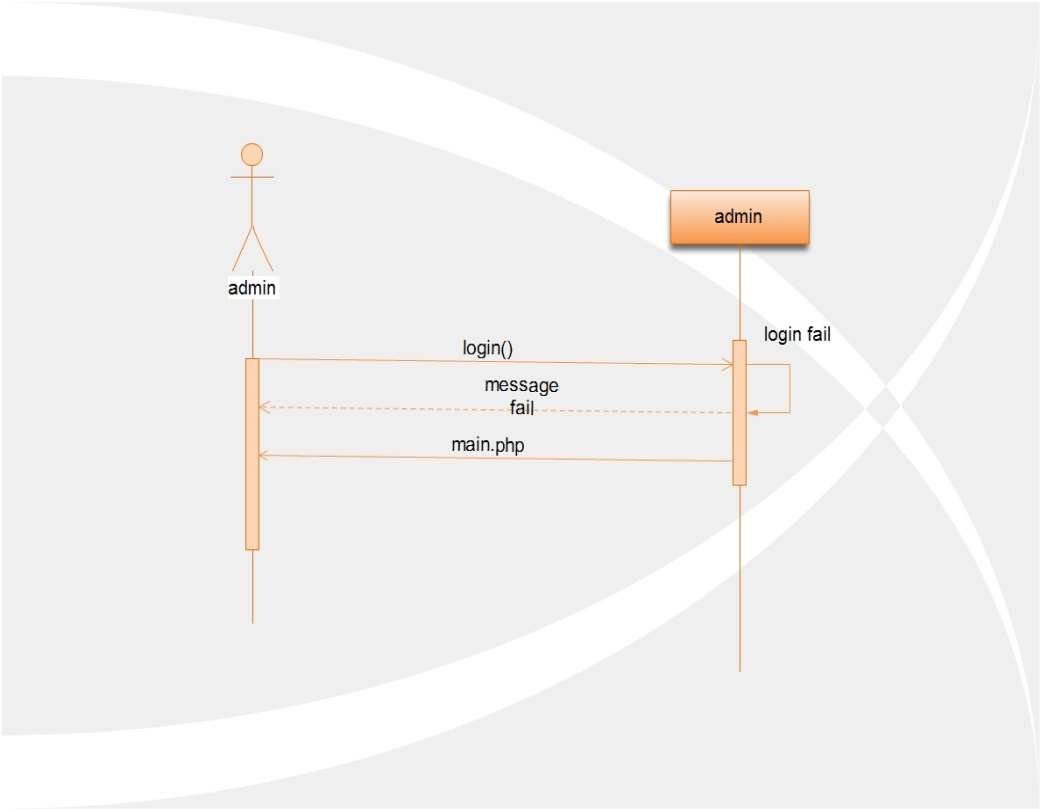 admin
admin
login fail
login()
message
fail
main.php